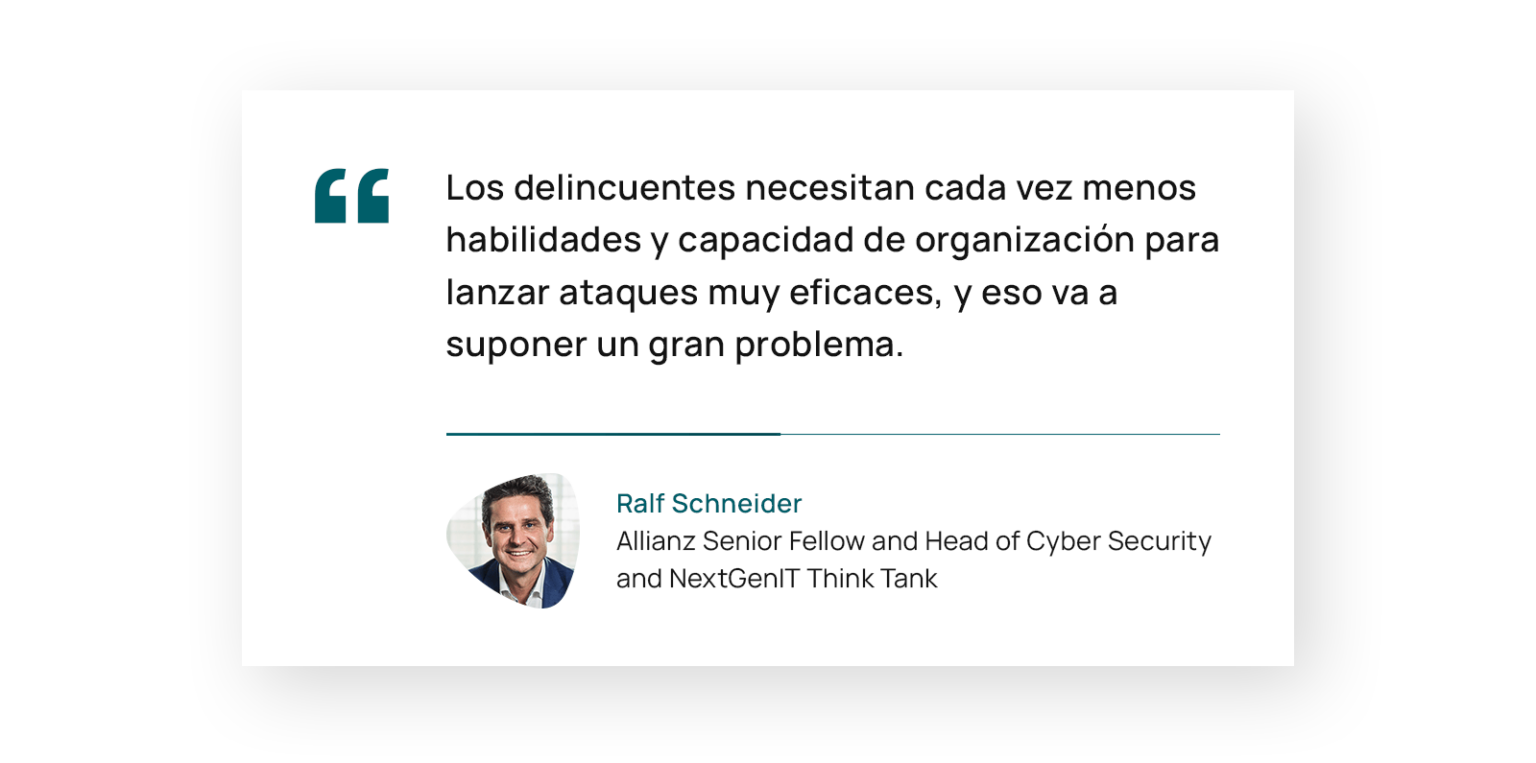 “
Los delincuentes necesitan cada vez menos
habilidades y capacidad de organización para
lanzar ataques muy eficaces, y eso va a
suponer un gran problema.
Ralf Schneider
Allianz Senior Fellow and Head of Cyber Security
and NextGenIT Think Tank